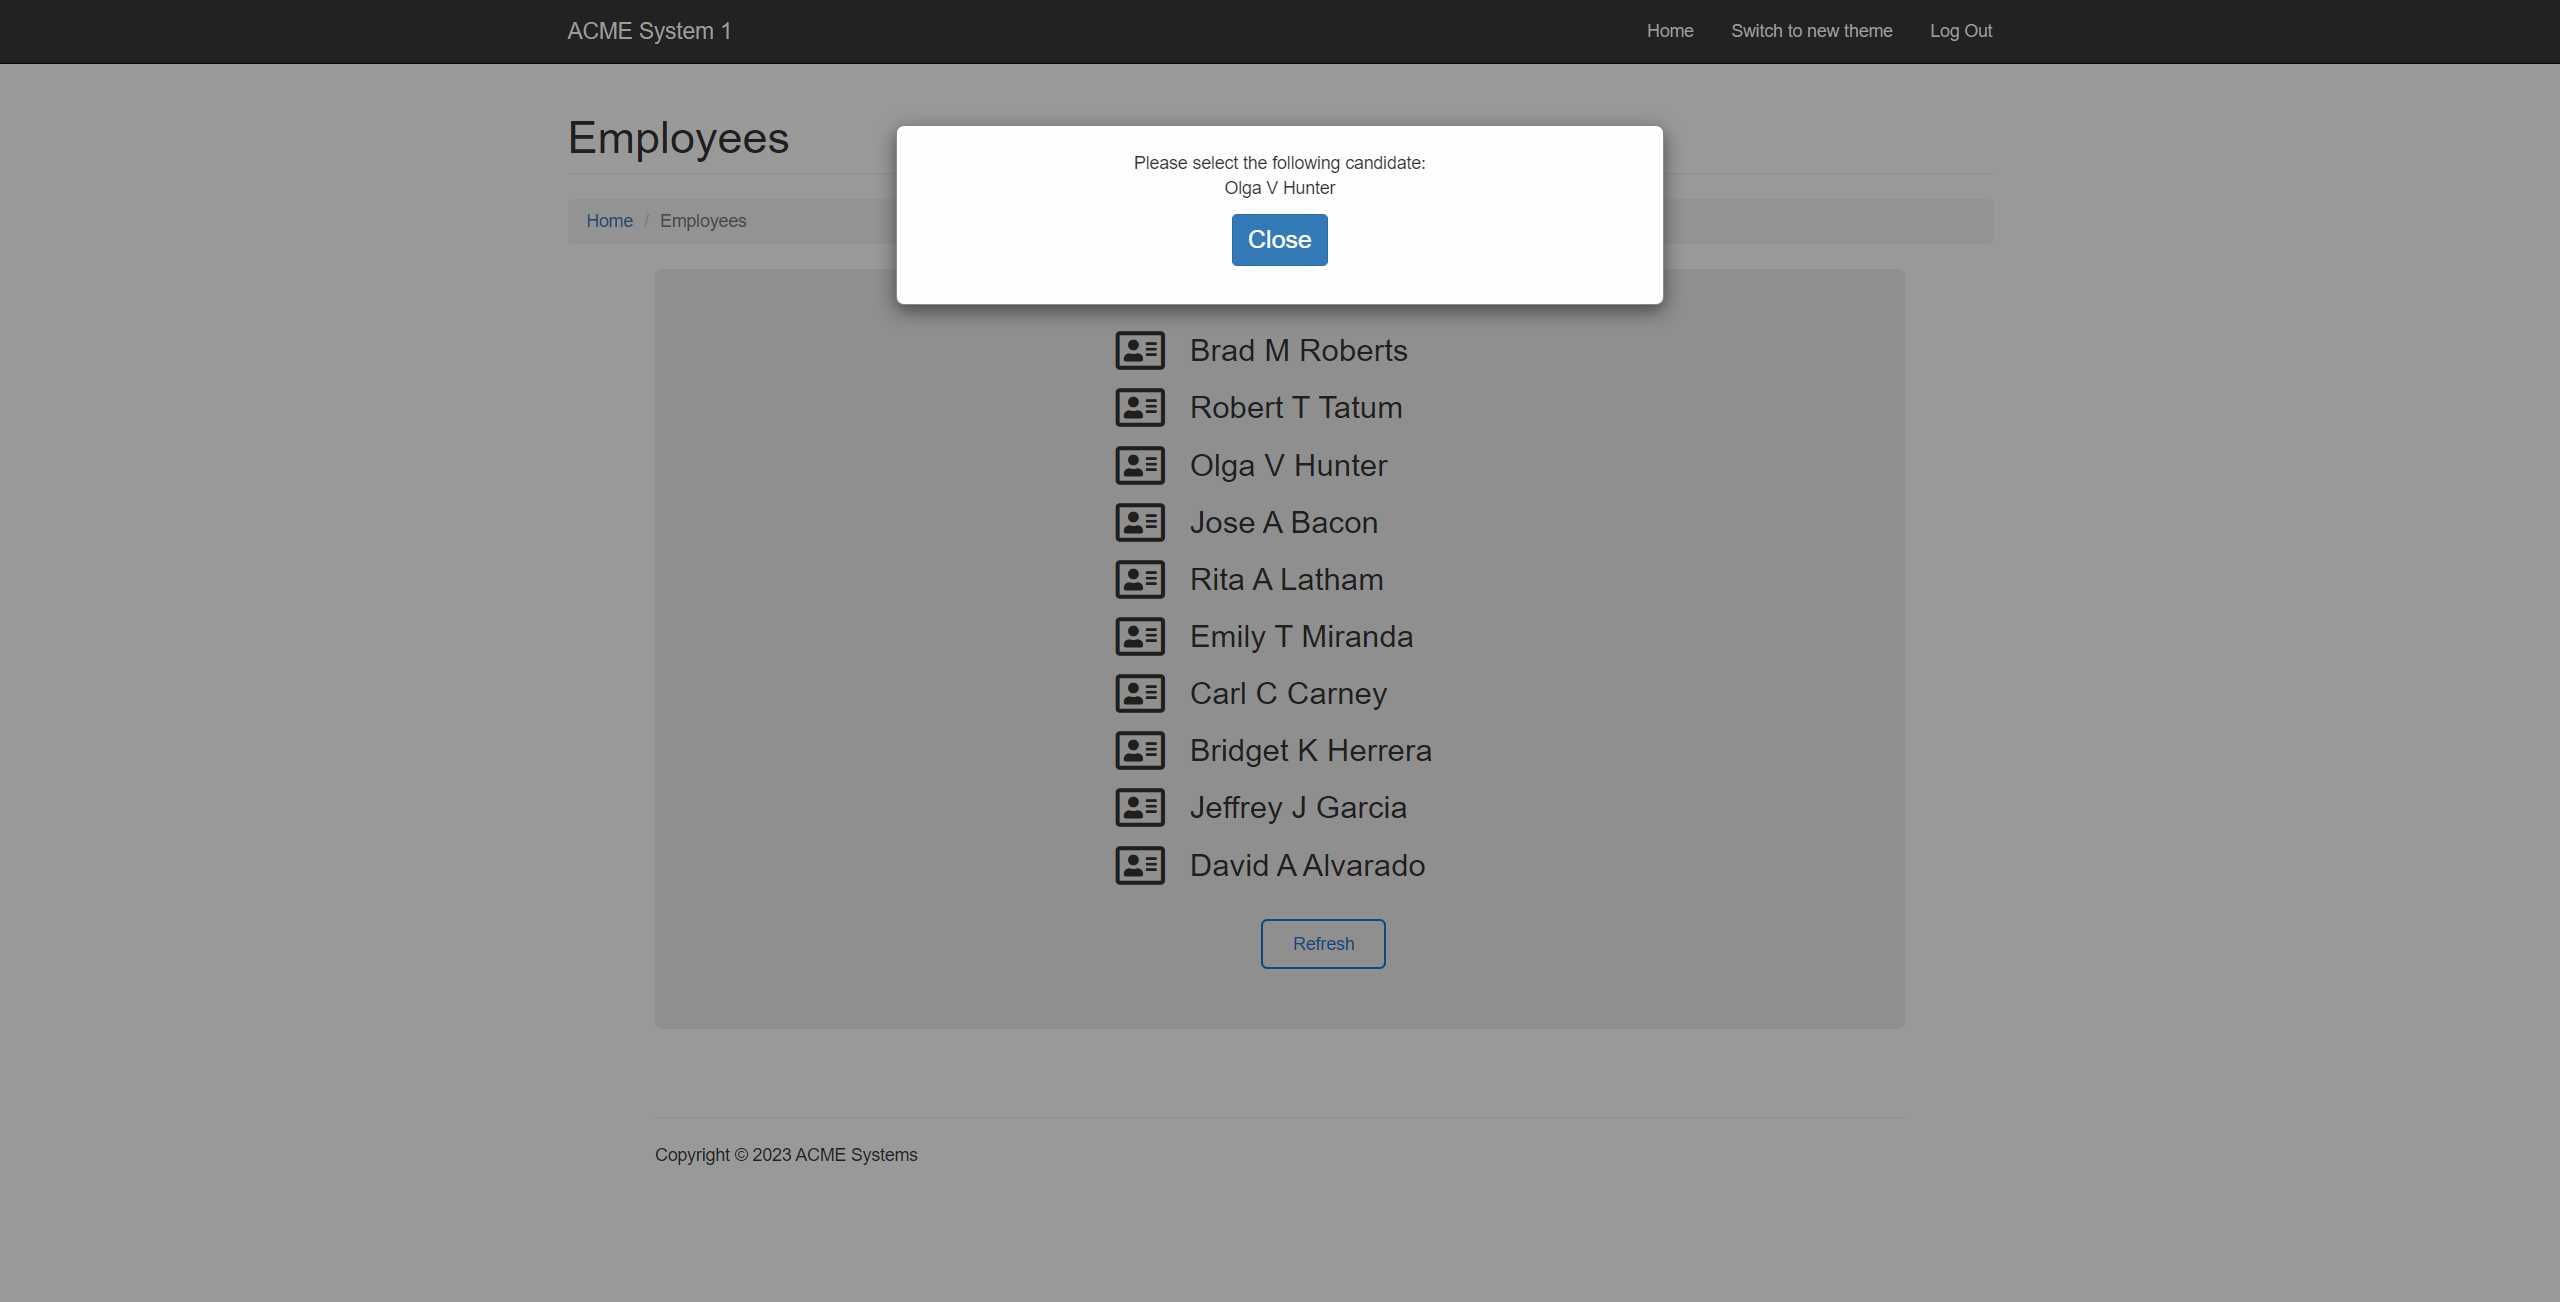 ACME System 1
Home
Switch to new theme
Log Out
Employees
Please select the following candidate:
Olga V Hunter
Close
Home / Employees
Brad M Roberts
Robert T Tatum
Olga V Hunter
Jose A Bacon
Rita A Latham
Emily T Miranda
Carl C Carney
Bridget K Herrera
Jeffrey J Garcia
David A Alvarado
Refresh
Copyright © 2023 ACME Systems